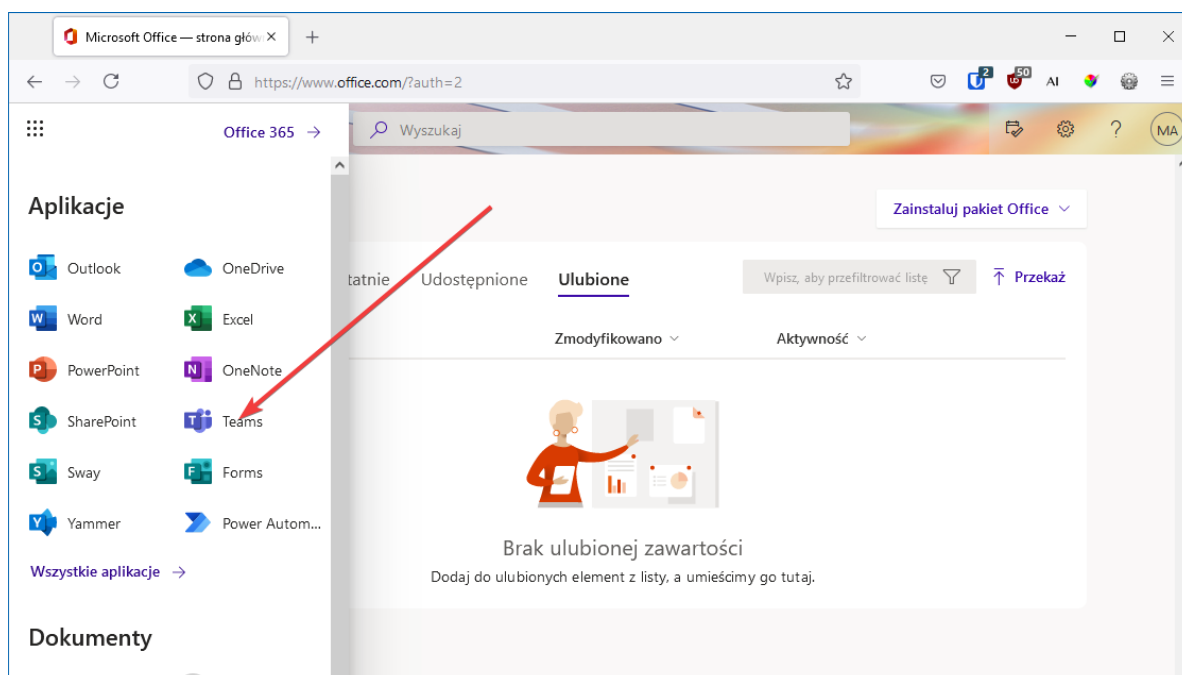 Microsoft Office — strona głów
https://www.office.com/?auth=2
2
50
AI
Office 365 →
Wyszukaj
?
MA
Aplikacje
Zainstaluj pakiet Office
Outlook
OneDrive
tatnie
Udostępnione
Ulubione
Wpisz, aby przefiltrować listę
Przekaż
Word
Excel
Zmodyfikowano
Aktywność
PowerPoint
OneNote
SharePoint
Teams
Sway
Forms
Yammer
Power Autom...
Brak ulubionej zawartości
Wszystkie aplikacje →
Dodaj do ulubionych element z listy, a umieścimy go tutaj.
Dokumenty